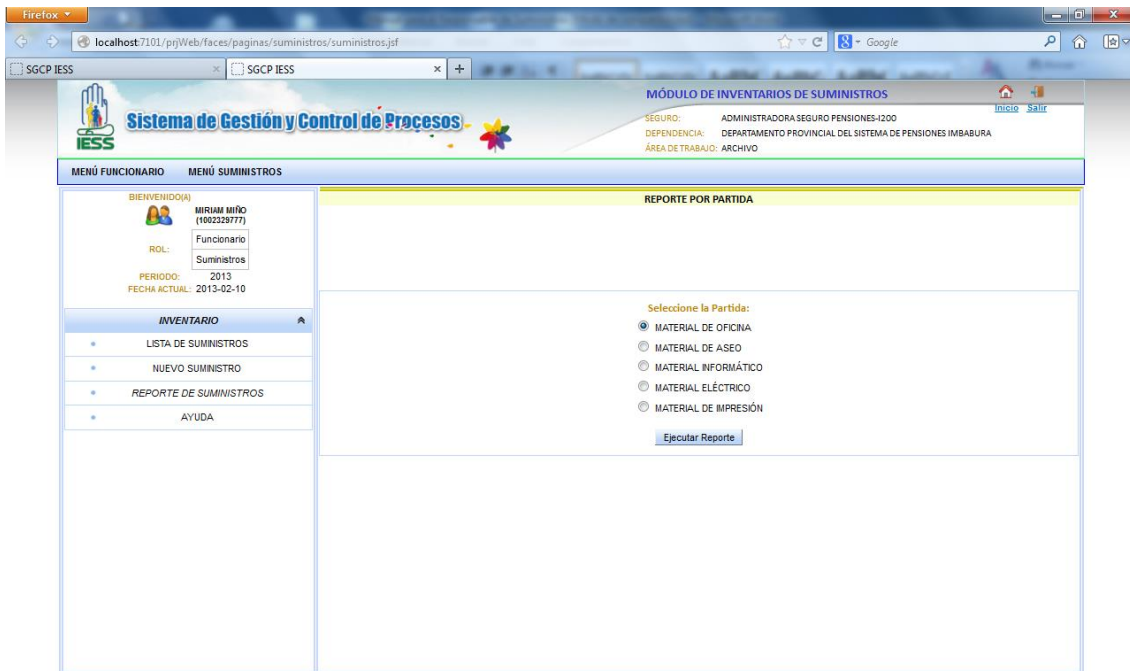 Firefox
localhost:7101/prjWeb/faces/paginas/suministros/suministros.jsf
Google
SGCP IESS
SGCP IESS
IESS
Sistema de Gestión y Control de Procesos
MÓDULO DE INVENTARIOS DE SUMINISTROS
Inicio Salir
SEGURO: ADMINISTRADORA SEGURO PENSIONES-I200
DEPENDENCIA: DEPARTAMENTO PROVINCIAL DEL SISTEMA DE PENSIONES IMBABURA
ÁREA DE TRABAJO: ARCHIVO
MENÚ FUNCIONARIO MENÚ SUMINISTROS
BIENVENIDO(A)
MIRIAM MIÑO
(1002329777)
ROL:
Funcionario
Suministros
PERIODO: 2013
FECHA ACTUAL: 2013-02-10
INVENTARIO
LISTA DE SUMINISTROS
NUEVO SUMINISTRO
REPORTE DE SUMINISTROS
AYUDA
REPORTE POR PARTIDA
Seleccione la Partida:
MATERIAL DE OFICINA
MATERIAL DE ASEO
MATERIAL INFORMÁTICO
MATERIAL ELÉCTRICO
MATERIAL DE IMPRESIÓN
Ejecutar Reporte